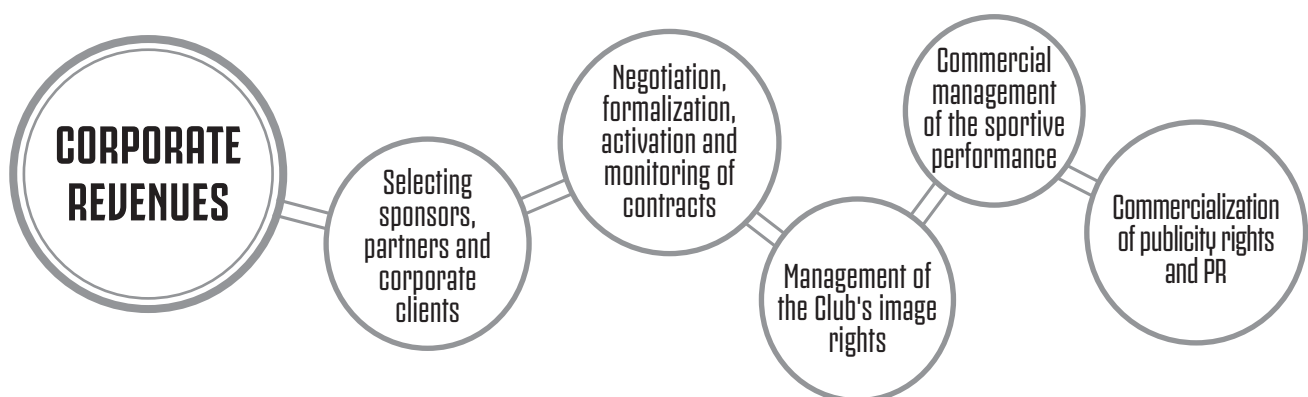 CORPORATE
REVENUES
Selecting
sponsors,
partners and
corporate
clients
Negotiation,
formalization,
activation and
monitoring of
contracts
Management of
the Club's image
rights
Commercial
management
of the sportive
performance
Commercialization
of publicity rights
and PR